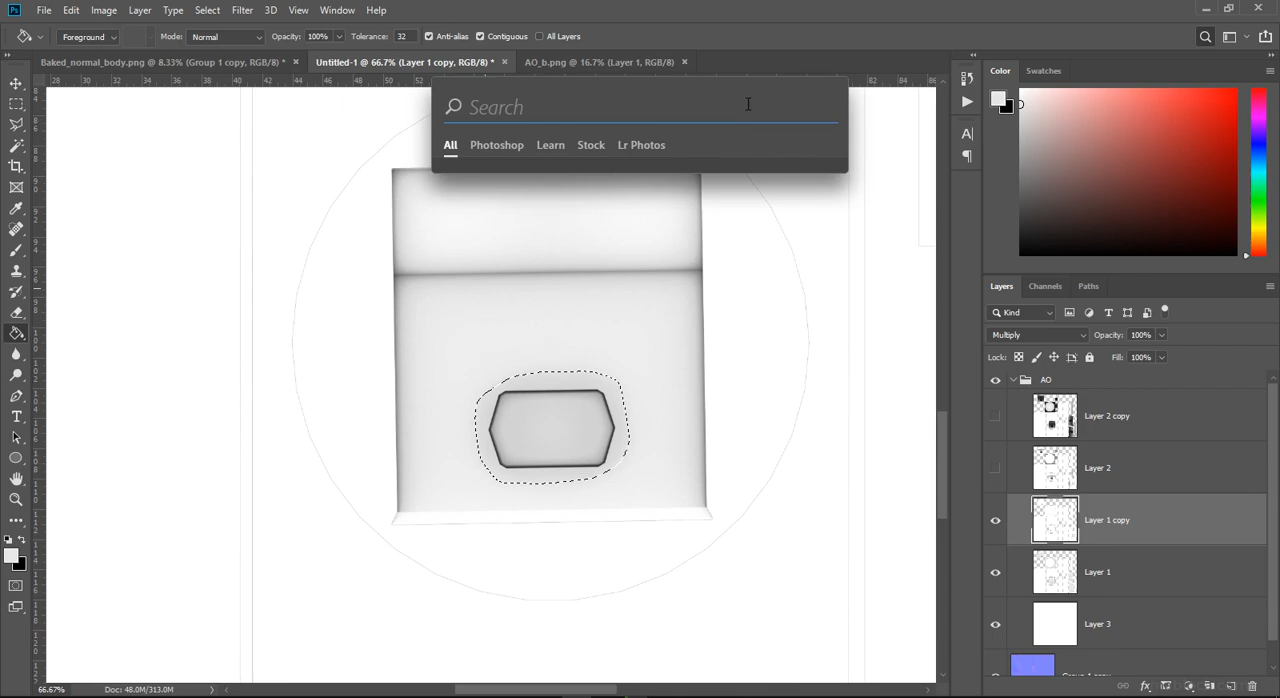 Ps File Edit Image Layer Type Select Filter 3D View Window Help
Foreground Mode: Normal Opacity: 100% Tolerance: 32 Anti-alias Contiguous All Layers
Baked_normal_body.png @ 8.33% (Group 1 copy, RGB/8) * × Untitled-1 @ 66.7% (Layer 1 copy, RGB/8) * × AO_b.png @ 16.7% (Layer 1, RGB/8) ×
Search
All Photoshop Learn Stock Lr Photos
Color Swatches
Layers Channels Paths
Kind
Multiply Opacity: 100%
Lock: Fill: 100%
AO
Layer 2 copy
Layer 2
Layer 1 copy
Layer 1
Layer 3
66.67% Doc: 48.0M/313.0M